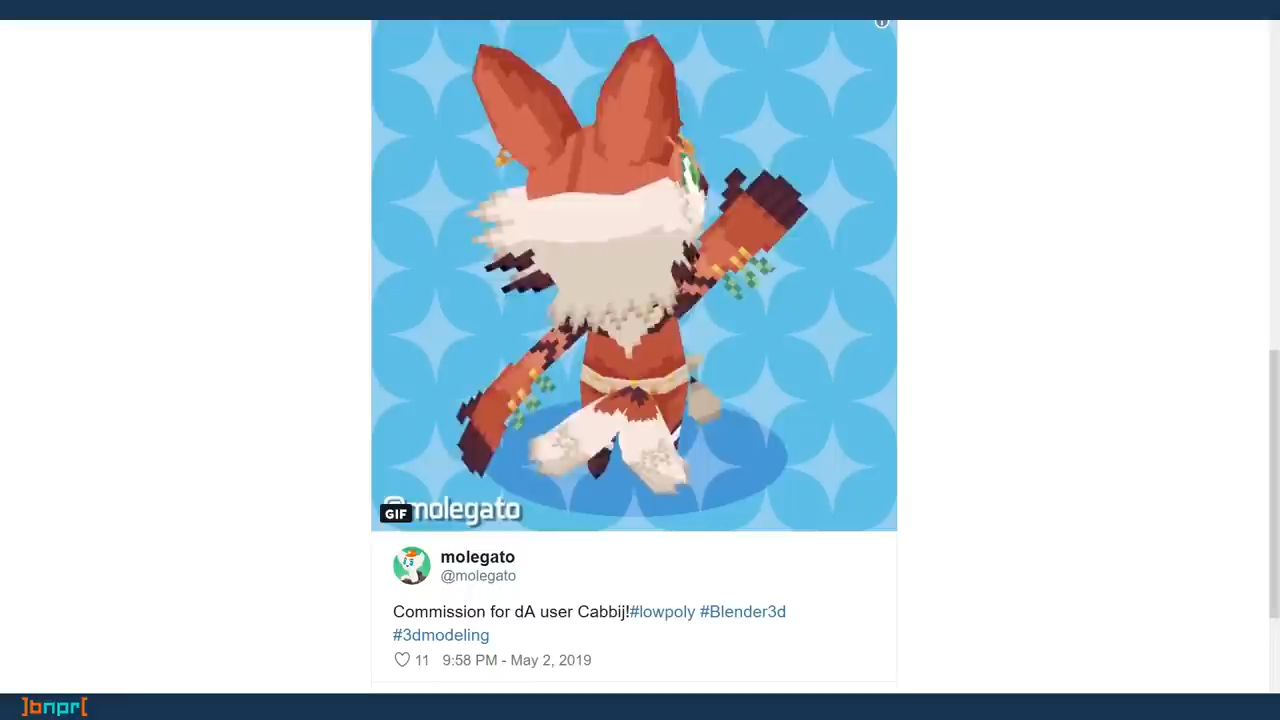 @molegato
GIF
molegato
@molegato
Commission for dA user Cabbij!#lowpoly #Blender3d
#3dmodeling
11 9:58 PM - May 2, 2019
]bnpr[